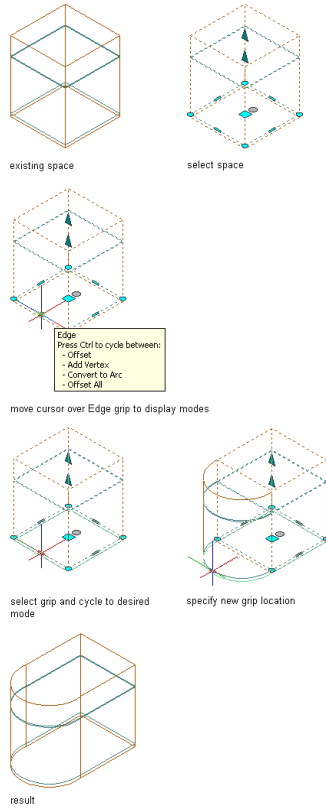 existing space
select space
Edge
Press Ctrl to cycle between:
- Offset
- Add Vertex
- Convert to Arc
- Offset All
move cursor over Edge grip to display modes
select grip and cycle to desired
mode
specify new grip location
result